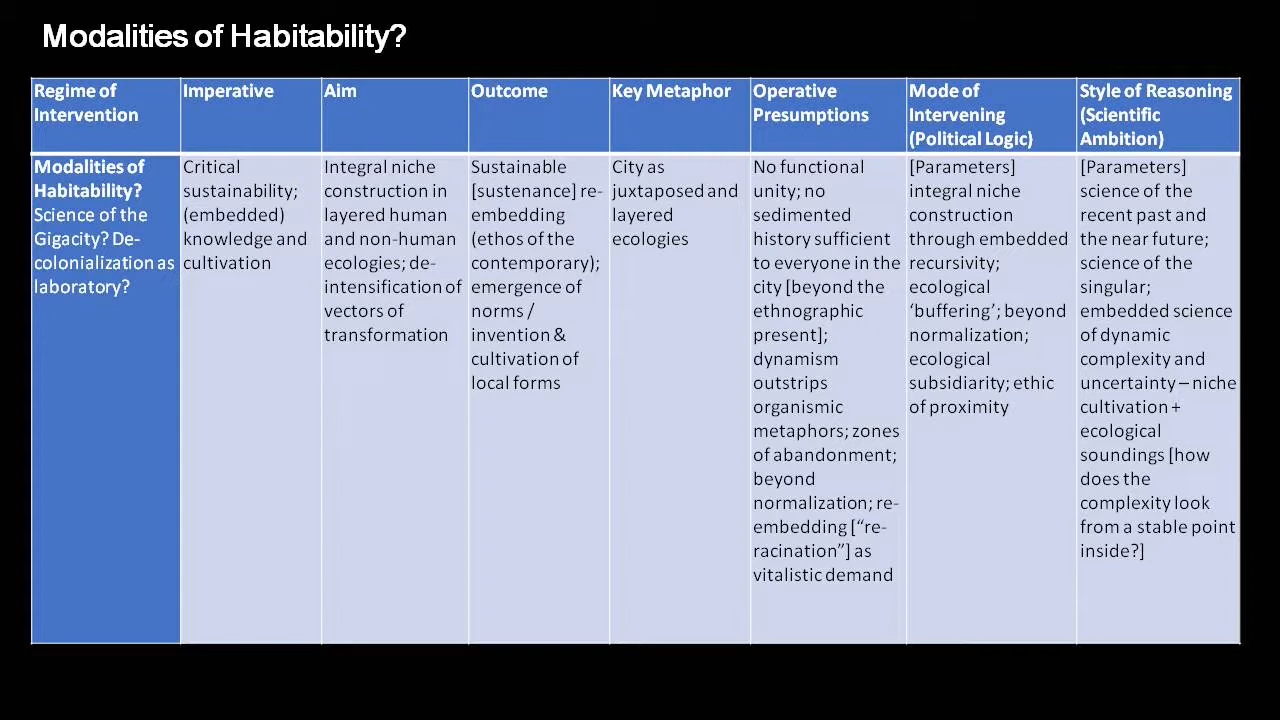 Modalities of Habitability?
Regime of
Intervention
Imperative
Aim
Outcome
Key Metaphor
Operative
Presumptions
Mode of
Intervening
(Political Logic)
Style of Reasoning
(Scientific
Ambition)
Modalities of
Habitability?
Science of the
Gigacity? De-
colonialization as
laboratory?
Critical
sustainability;
(embedded)
knowledge and
cultivation
Integral niche
construction in
layered human
and non-human
ecologies; de-
intensification of
vectors of
transformation
Sustainable
[sustenance] re-
embedding
(ethos of the
contemporary);
emergence of
norms /
invention &
cultivation of
local forms
City as
juxtaposed and
layered
ecologies
No functional
unity; no
sedimented
history sufficient
to everyone in the
city [beyond the
ethnographic
present];
dynamism
outstrips
organismic
metaphors; zones
of abandonment;
beyond
normalization; re-
embedding [“re-
racination”] as
vitalistic demand
[Parameters]
integral niche
construction
through embedded
recursivity;
ecological
‘buffering’; beyond
normalization;
ecological
subsidiarity; ethic
of proximity
[Parameters]
science of the
recent past and
the near future;
science of the
singular;
embedded science
of dynamic
complexity and
uncertainty – niche
cultivation +
ecological
soundings [how
does the
complexity look
from a stable point
inside?]